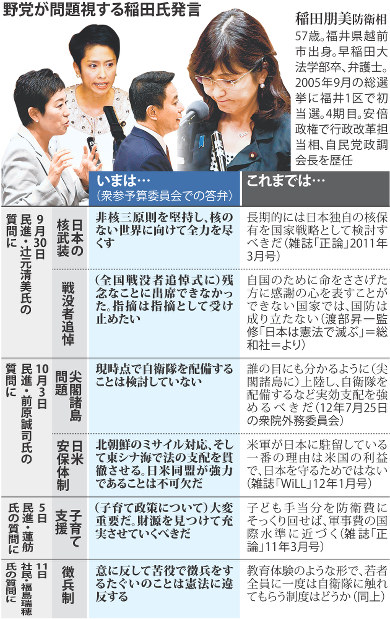 野党が問題視する稲田氏発言
稲田朋美防衛相
57歳。福井県越前
市出身。早稲田大
法学部卒、弁護士。
2005年9月の総選
挙に福井1区で初
当選。4期目。安倍
政権で行政改革担
当相、自民党政調
会長を歴任
いまは…
(衆参予算委員会での答弁)
これまでは…
9月30日
民進・辻元清美氏の
質問に
日本の
核武装
非核三原則を堅持し、核の
ない世界に向けて全力を尽
くす
長期的には日本独自の核保
有を国家戦略として検討す
べきだ(雑誌「正論」2011年
3月号)
戦没者追悼
(全国戦没者追悼式に)残
念なことに出席できなかっ
た。指摘は指摘として受け
止めたい
自国のために命をささげた
方に感謝の心を表すことが
できない国家では、国防は
成り立たない(渡部昇一監
修「日本は憲法で滅ぶ」=総
和社=より)
10月3日
民進・前原誠司氏の
質問に
尖閣諸島
問題
現時点で自衛隊を配備する
ことは検討していない
誰の目にも分かるように(尖
閣諸島に)上陸し、自衛隊を
配備するなど実効支配を強
めるべきだ(12年7月25日
の衆院外務委員会)
日米
安保体制
北朝鮮のミサイル対応、そし
て東シナ海で法の支配を貫
徹させる。日米同盟が強力
であることは不可欠だ
米軍が日本に駐留している
一番の理由は米国の利益
で、日本を守るためではない
(雑誌「WiLL」12年1月号)
5日
民進・蓮舫
氏の質問に
子育て
支援
(子育て政策について)大変
重要だ。財源を見つけて充
実させていくべきだ
子ども手当分を防衛費に
そっくり回せば、軍事費の国
際水準に近づく(雑誌「正
論」11年3月号)
11日
社民・福島瑞穂
氏の質問に
徴兵制
意に反して苦役で徴兵をす
るたぐいのことは憲法に違
反する
教育体験のような形で、若者
全員に一度は自衛隊に触れ
てもらう制度はどうか(同上)